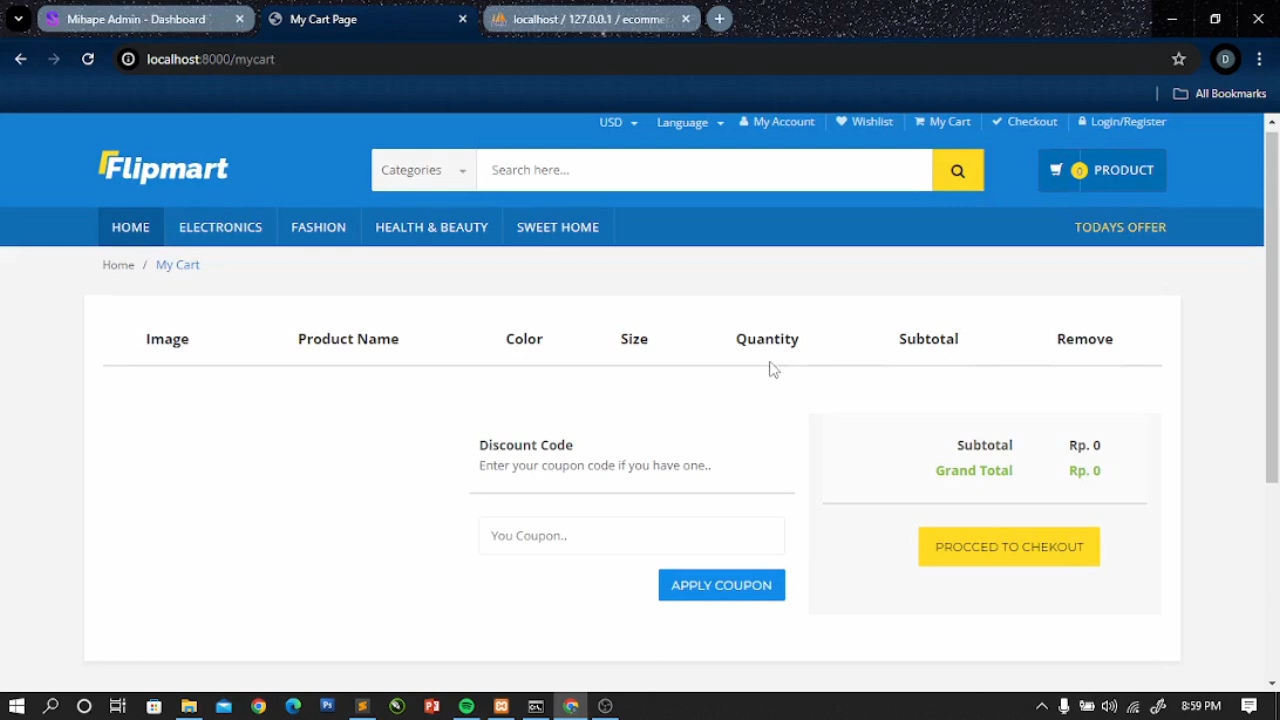 Mihape Admin - Dashboard
My Cart Page
localhost / 127.0.0.1 / ecomme
localhost:8000/mycart
D
All Bookmarks
USD
Language
My Account
Wishlist
My Cart
Checkout
Login/Register
Flipmart
Categories
Search here...
0 PRODUCT
HOME
ELECTRONICS
FASHION
HEALTH & BEAUTY
SWEET HOME
TODAYS OFFER
Home / My Cart
Image
Product Name
Color
Size
Quantity
Subtotal
Remove
Discount Code
Enter your coupon code if you have one..
You Coupon..
APPLY COUPON
Subtotal Rp. 0
Grand Total Rp. 0
PROCCED TO CHEKOUT
8:59 PM